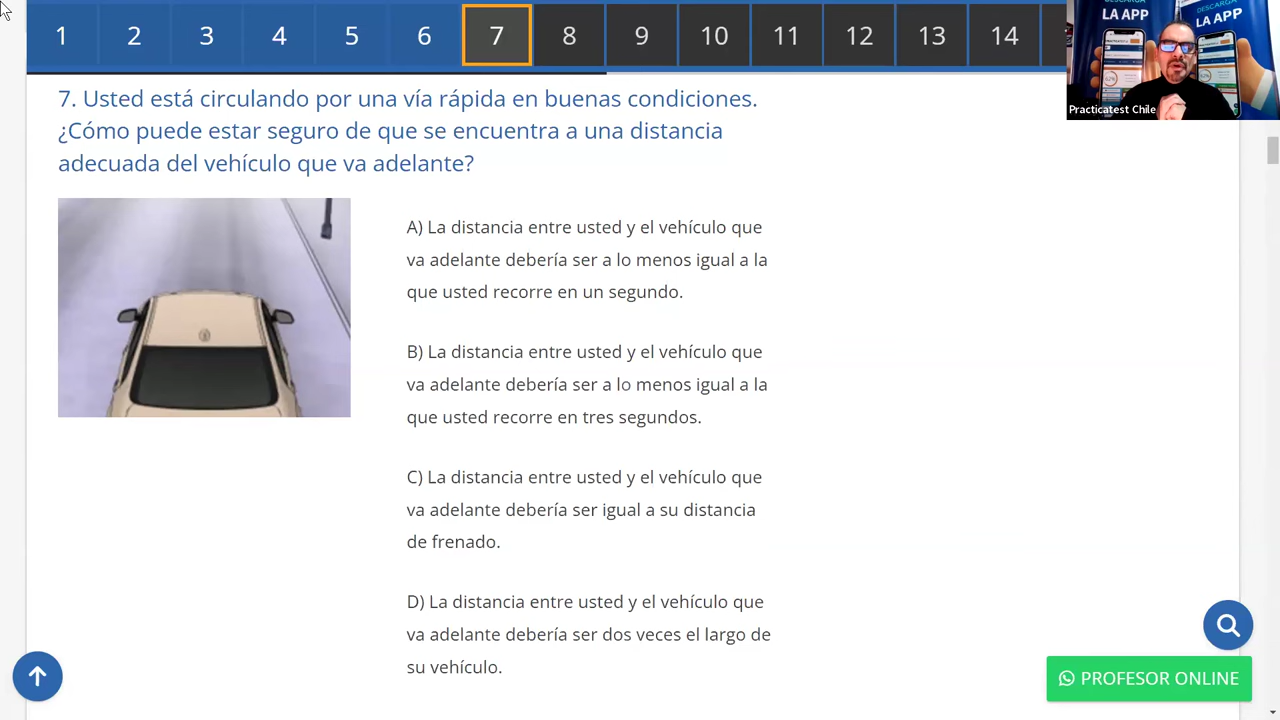 1 2 3 4 5 6 7 8 9 10 11 12 13 14
DESCARGA
LA APP
LA APP
Practicatest Chile
7. Usted está circulando por una vía rápida en buenas condiciones.
¿Cómo puede estar seguro de que se encuentra a una distancia
adecuada del vehículo que va adelante?
A) La distancia entre usted y el vehículo que
va adelante debería ser a lo menos igual a la
que usted recorre en un segundo.
B) La distancia entre usted y el vehículo que
va adelante debería ser a lo menos igual a la
que usted recorre en tres segundos.
C) La distancia entre usted y el vehículo que
va adelante debería ser igual a su distancia
de frenado.
D) La distancia entre usted y el vehículo que
va adelante debería ser dos veces el largo de
su vehículo.
PROFESOR ONLINE